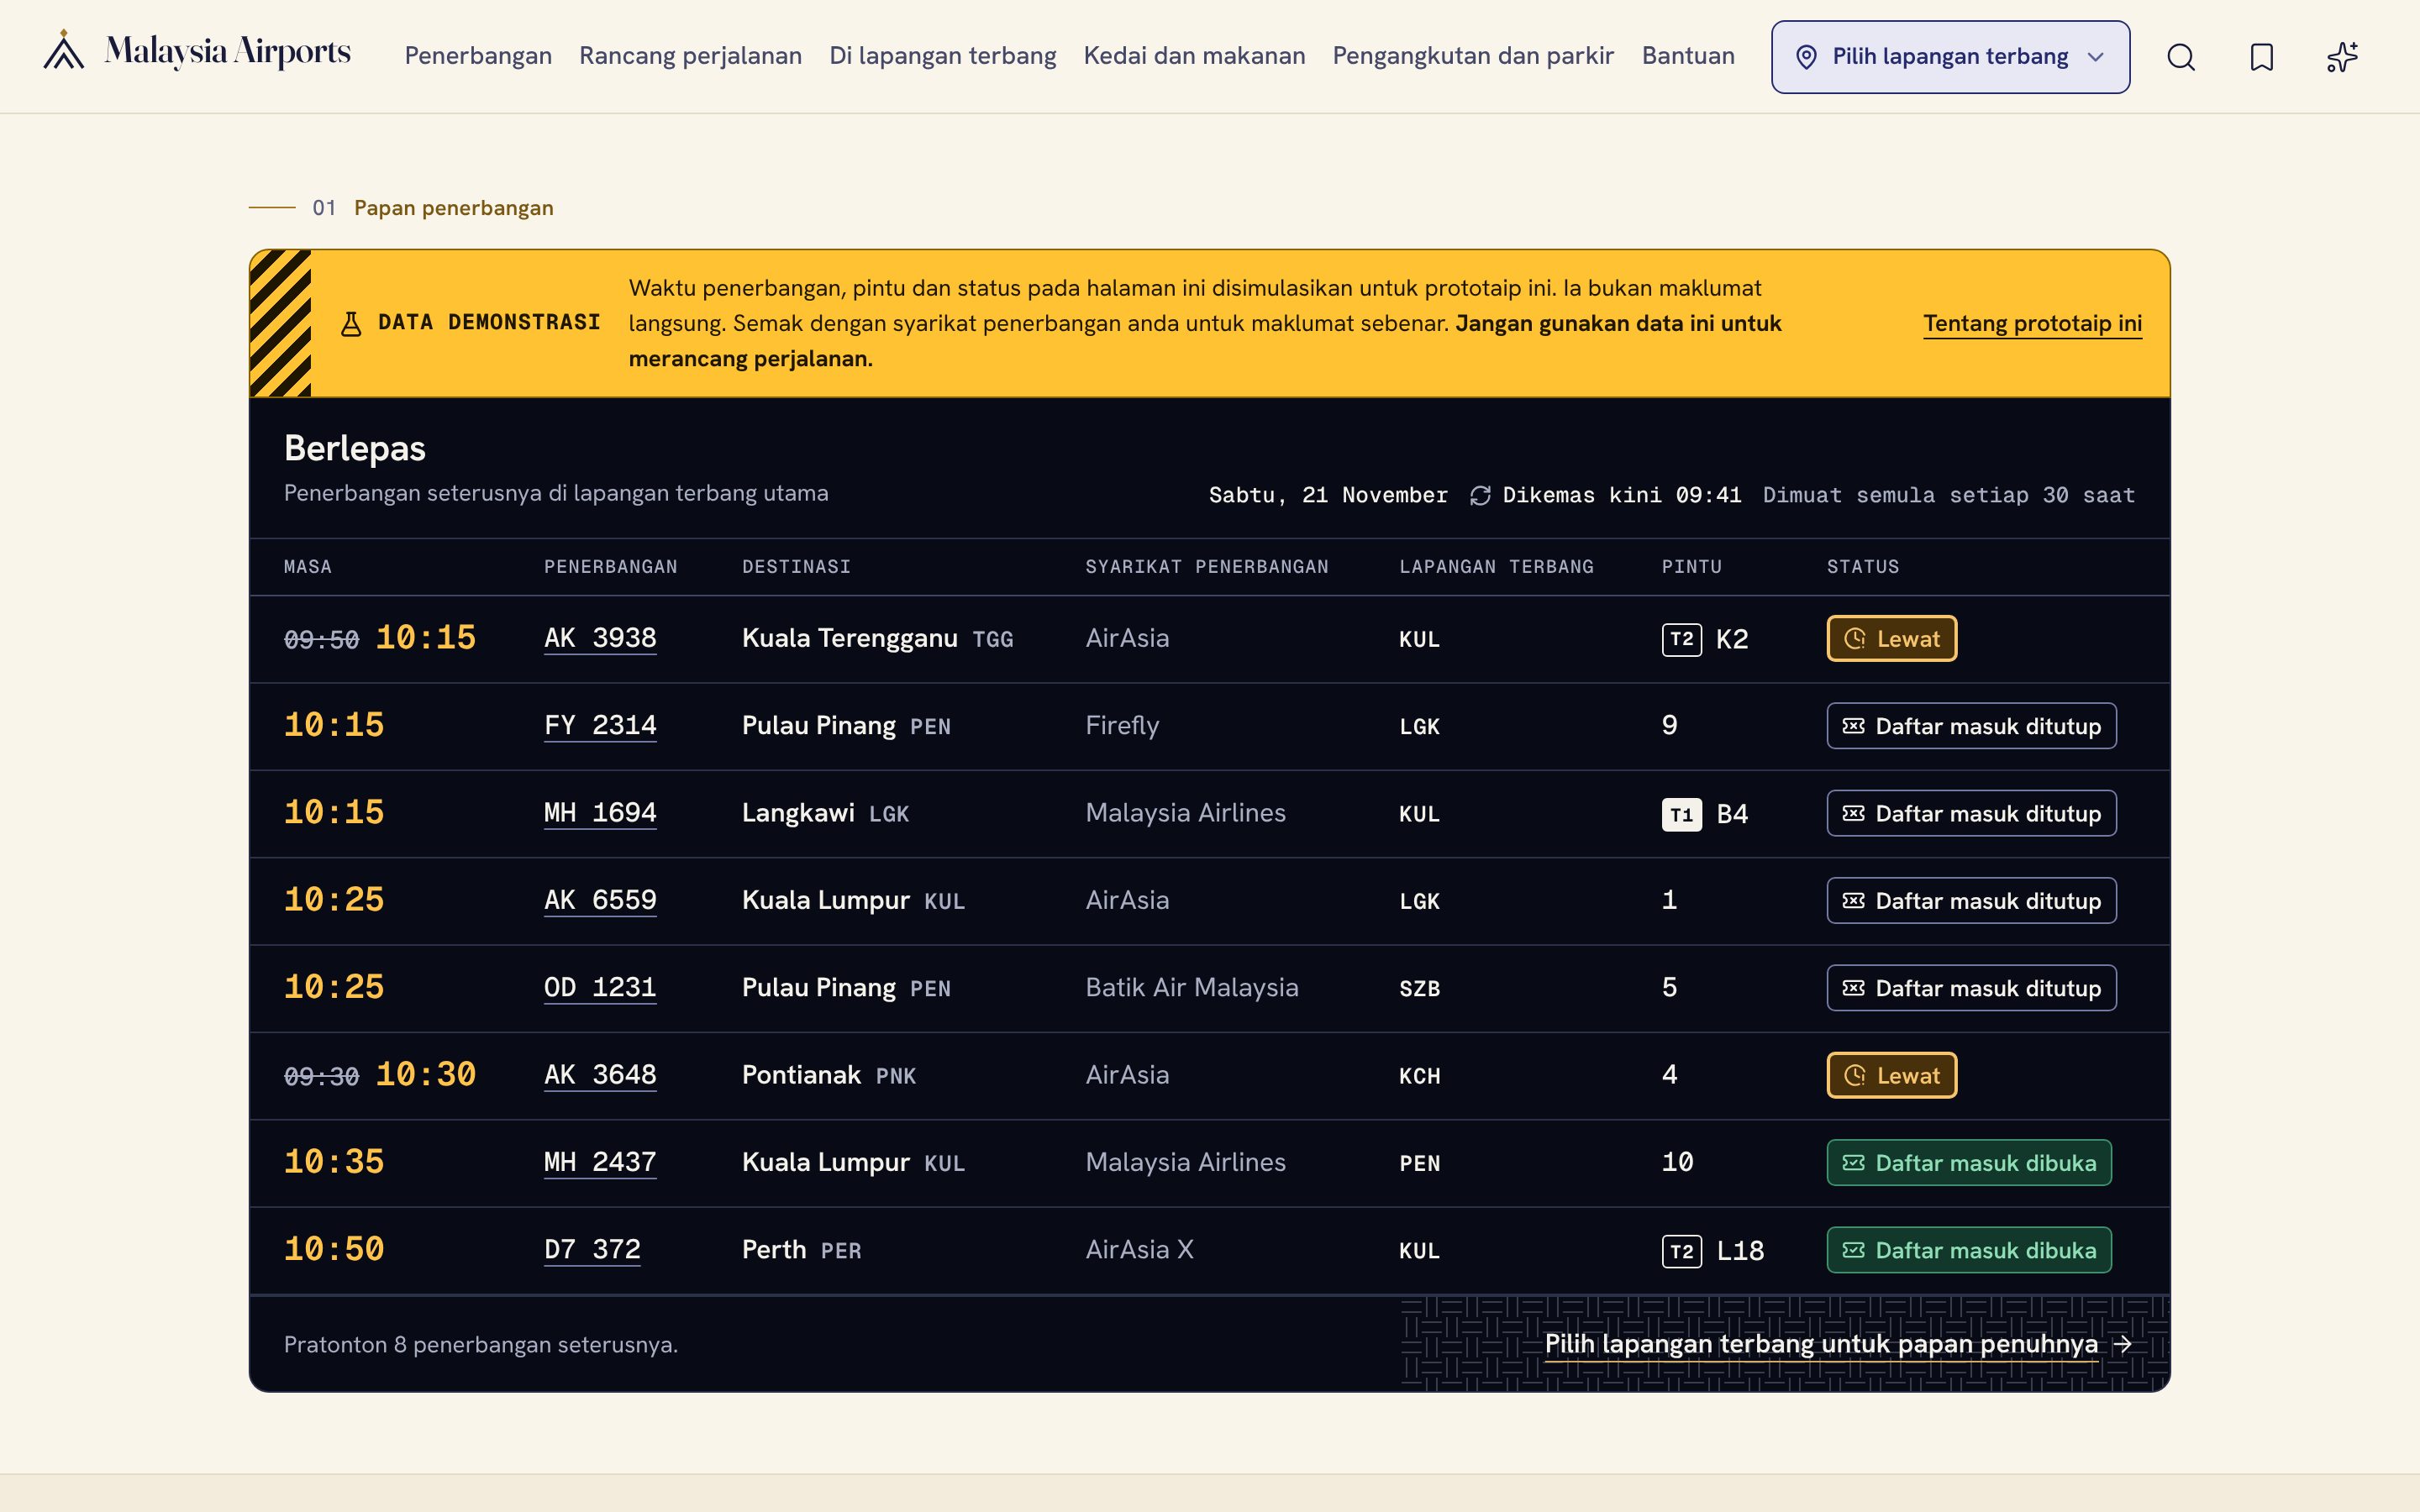 Malaysia Airports
Penerbangan Rancang perjalanan Di lapangan terbang Kedai dan makanan Pengangkutan dan parkir Bantuan Pilih lapangan terbang
01 Papan penerbangan
DATA DEMONSTRASI
Waktu penerbangan, pintu dan status pada halaman ini disimulasikan untuk prototaip ini. Ia bukan maklumat
langsung. Semak dengan syarikat penerbangan anda untuk maklumat sebenar. Jangan gunakan data ini untuk
merancang perjalanan.
Tentang prototaip ini
Berlepas
Penerbangan seterusnya di lapangan terbang utama
Sabtu, 21 November Dikemas kini 09:41 Dimuat semula setiap 30 saat
MASA PENERBANGAN DESTINASI SYARIKAT PENERBANGAN LAPANGAN TERBANG PINTU STATUS
09:50 10:15 AK 3938 Kuala Terengganu TGG AirAsia KUL T2 K2 Lewat
10:15 FY 2314 Pulau Pinang PEN Firefly LGK 9 Daftar masuk ditutup
10:15 MH 1694 Langkawi LGK Malaysia Airlines KUL T1 B4 Daftar masuk ditutup
10:25 AK 6559 Kuala Lumpur KUL AirAsia LGK 1 Daftar masuk ditutup
10:25 OD 1231 Pulau Pinang PEN Batik Air Malaysia SZB 5 Daftar masuk ditutup
09:30 10:30 AK 3648 Pontianak PNK AirAsia KCH 4 Lewat
10:35 MH 2437 Kuala Lumpur KUL Malaysia Airlines PEN 10 Daftar masuk dibuka
10:50 D7 372 Perth PER AirAsia X KUL T2 L18 Daftar masuk dibuka
Pratonton 8 penerbangan seterusnya.
Pilih lapangan terbang untuk papan penuhnya →